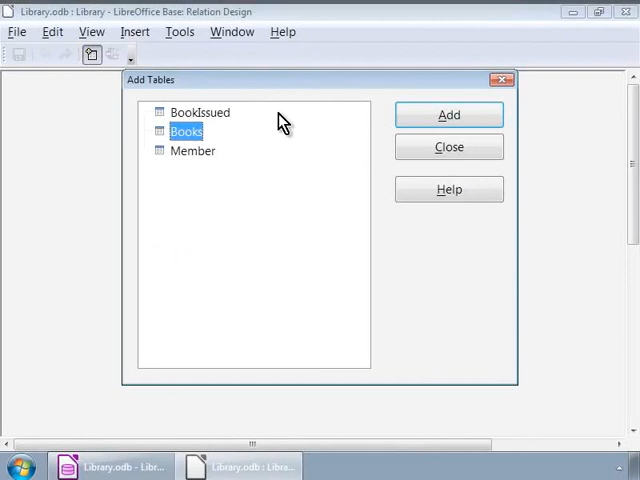 Library.odb : Library - LibreOffice Base: Relation Design
File Edit View Insert Tools Window Help
Add Tables
BookIssued
Books
Member
Add
Close
Help
Library.odb - Libr...
Library.odb : Libra...